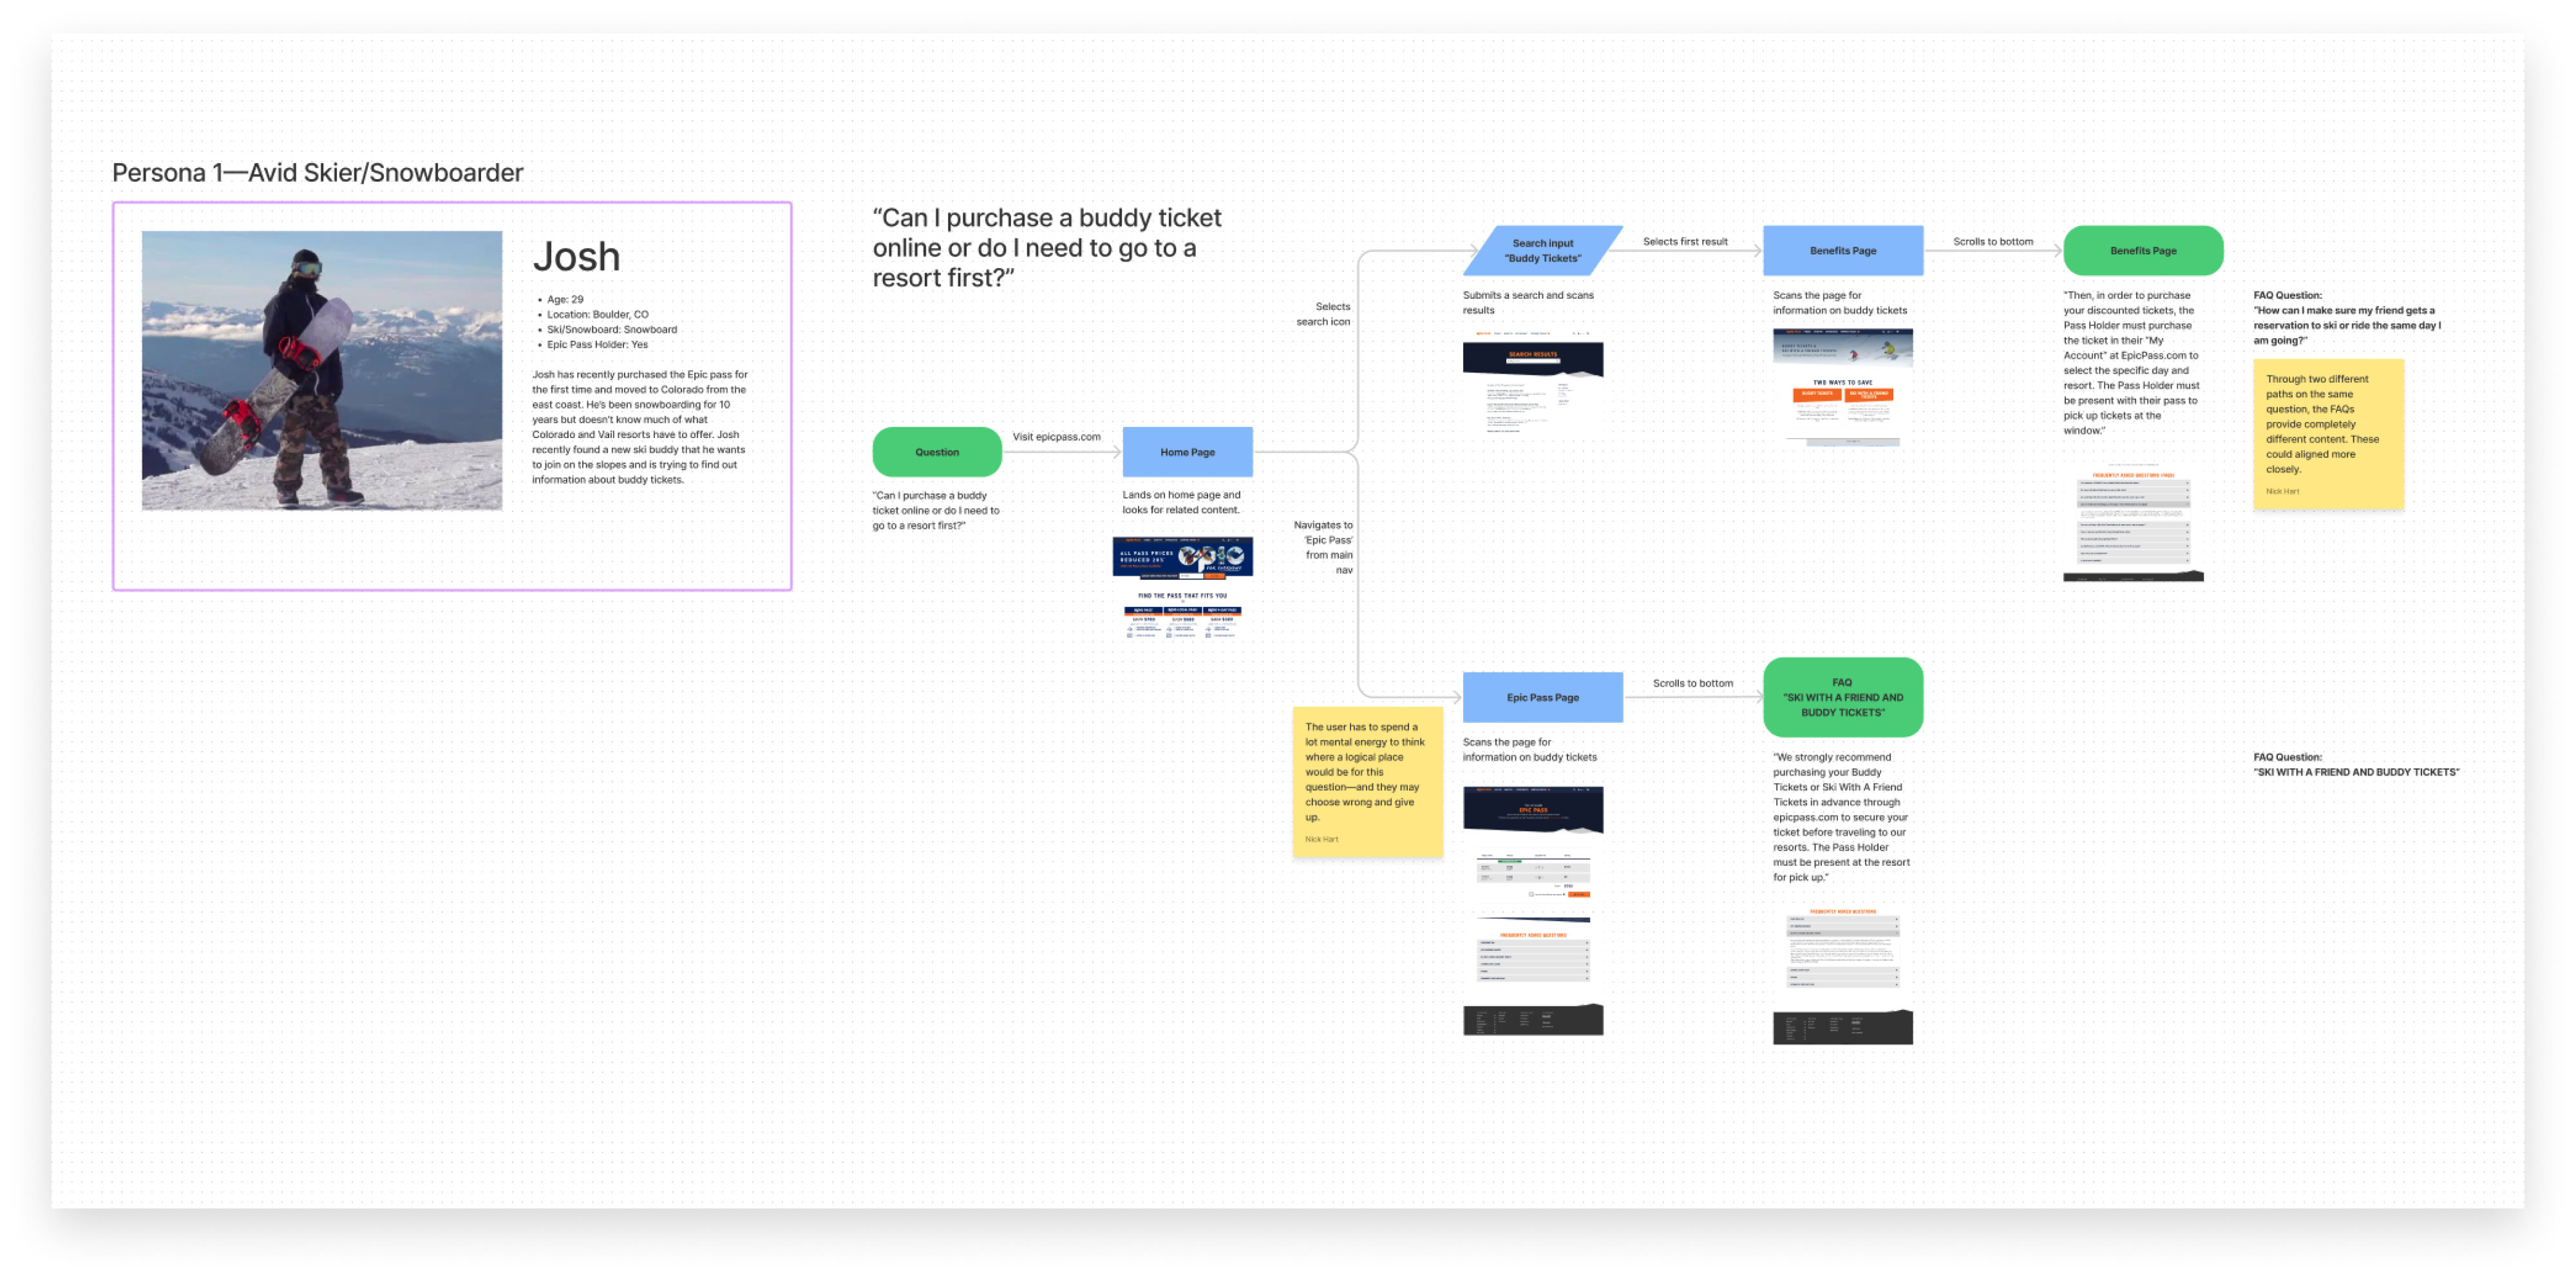 Persona 1—Avid Skier/Snowboarder
Josh
• Age: 29
• Location: Boulder, CO
• Ski/Snowboard: Snowboard
• Epic Pass Holder: Yes
Josh has recently purchased the Epic pass for
the first time and moved to Colorado from the
east coast. He's been snowboarding for 10
years but doesn't know much of what
Colorado and Vail resorts have to offer. Josh
recently found a new ski buddy that he wants
to join on the slopes and is trying to find out
information about buddy tickets.
“Can I purchase a buddy ticket
online or do I need to go to a
resort first?”
Question
“Can I purchase a buddy
ticket online or do I need to
go to a resort first?”
Visit epicpass.com
Home Page
Lands on home page and
looks for related content.
ALL PASS PRICES
REDUCED 20%
epic
FIND THE PASS THAT FITS YOU
Selects
search icon
Navigates to
‘Epic Pass’
from main
nav
Search input
“Buddy Tickets”
Submits a search and scans
results
SEARCH RESULTS
Selects first result
Benefits Page
Scans the page for
information on buddy tickets
TWO WAYS TO SAVE
BUDDY TICKETS
SKI WITH A FRIEND
TICKETS
Scrolls to bottom
Benefits Page
“Then, in order to purchase
your discounted tickets, the
Pass Holder must purchase
the ticket in their “My
Account” at EpicPass.com to
select the specific day and
resort. The Pass Holder must
be present with their pass to
pick up tickets at the
window.”
FREQUENTLY ASKED QUESTIONS (FAQS)
FAQ Question:
“How can I make sure my friend gets a
reservation to ski or ride the same day I
am going?”
Through two different
paths on the same
question, the FAQs
provide completely
different content. These
could aligned more
closely.
Nick Hart
The user has to spend a
lot mental energy to think
where a logical place
would be for this
question—and they may
choose wrong and give
up.
Nick Hart
Epic Pass Page
Scans the page for
information on buddy tickets
EPIC PASS
FREQUENTLY ASKED QUESTIONS
Scrolls to bottom
FAQ
“SKI WITH A FRIEND AND
BUDDY TICKETS”
“We strongly recommend
purchasing your Buddy
Tickets or Ski With A Friend
Tickets in advance through
epicpass.com to secure your
ticket before traveling to our
resorts. The Pass Holder
must be present at the resort
for pick up.”
FREQUENTLY ASKED QUESTIONS
FAQ Question:
“SKI WITH A FRIEND AND BUDDY TICKETS”